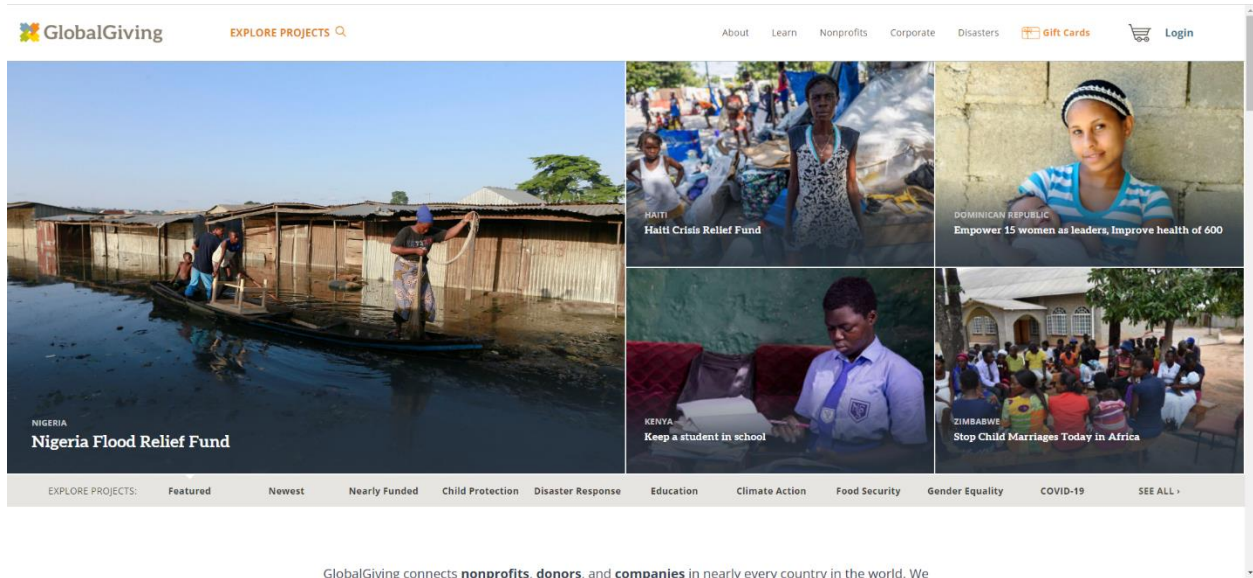 GlobalGiving
EXPLORE PROJECTS
About Learn Nonprofits Corporate Disasters Gift Cards Login
HAITI
Haiti Crisis Relief Fund
DOMINICAN REPUBLIC
Empower 15 women as leaders, Improve health of 600
NIGERIA
Nigeria Flood Relief Fund
KENYA
Keep a student in school
ZIMBABWE
Stop Child Marriages Today in Africa
EXPLORE PROJECTS: Featured Newest Nearly Funded Child Protection Disaster Response Education Climate Action Food Security Gender Equality COVID-19 SEE ALL ›
GlobalGiving connects nonprofits, donors, and companies in nearly every country in the world. We